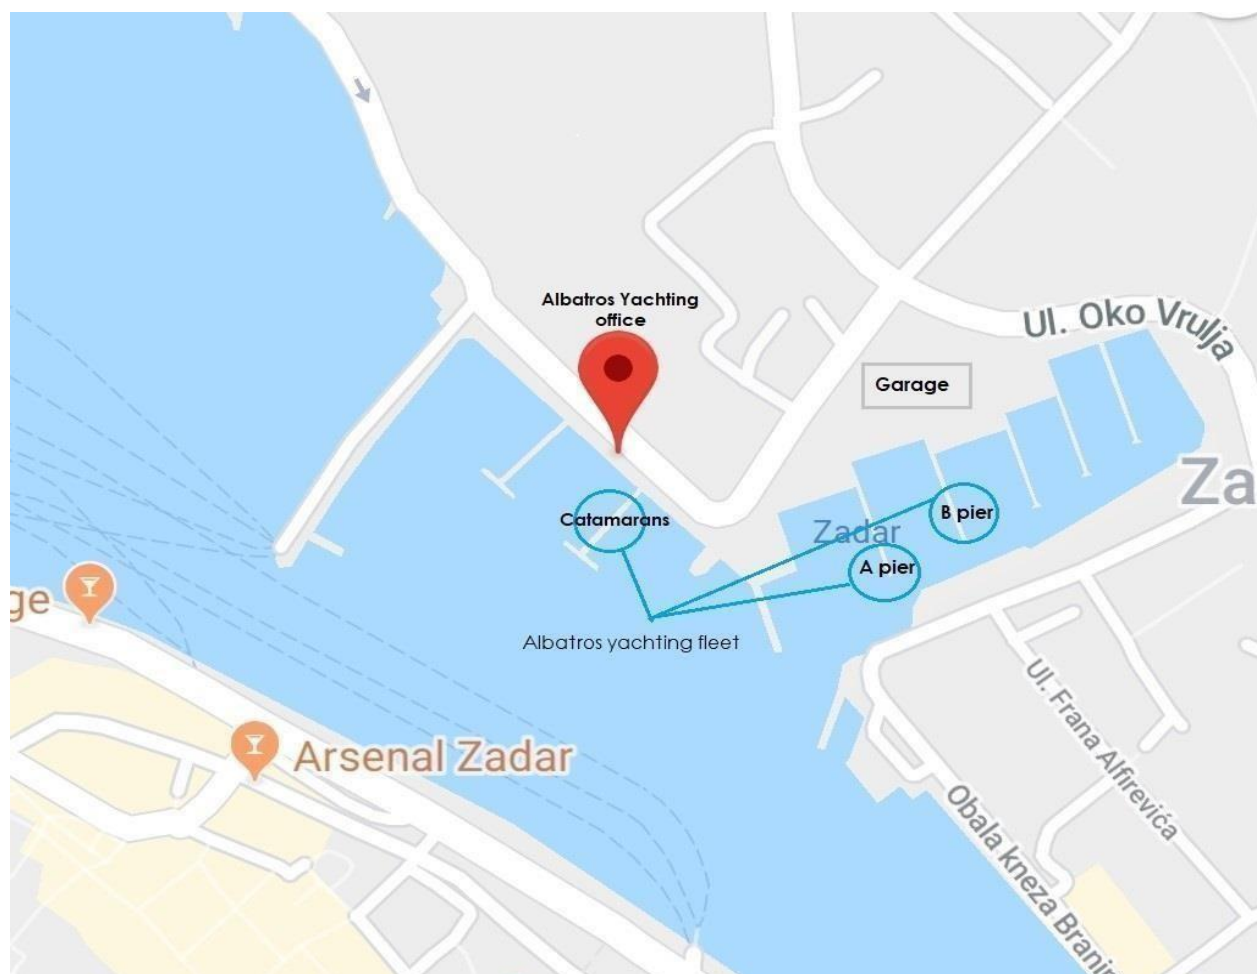 Albatros Yachting
office
Ul. Oko Vrulja
Garage
Za
Catamarans
B pier
Zadar
A pier
ge
Albatros yachting fleet
Arsenal Zadar
Ul. Frana Alfirevića
Obala kneza Branim